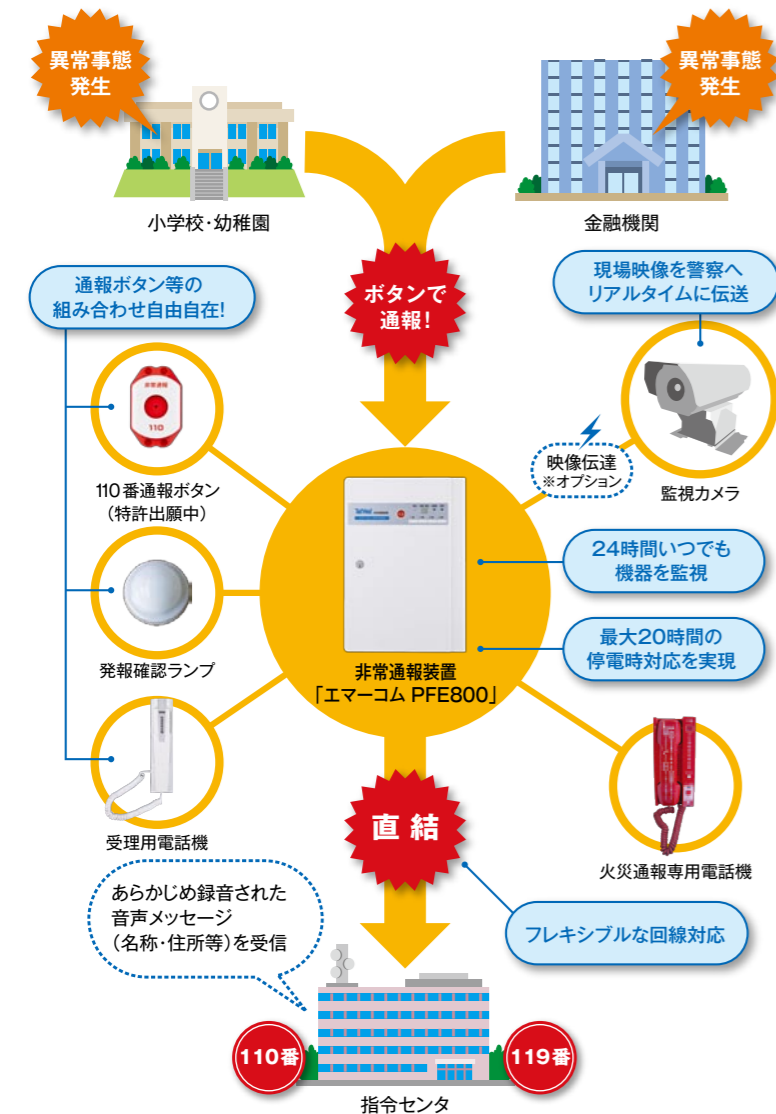 異常事態
発生
異常事態
発生
小学校・幼稚園
金融機関
ボタンで
通報!
通報ボタン等の
組み合わせ自由自在!
現場映像を警察へ
リアルタイムに伝送
非常通報
110
110番通報ボタン
(特許出願中)
映像伝達
※オプション
監視カメラ
24時間いつでも
機器を監視
発報確認ランプ
最大20時間の
停電時対応を実現
非常通報装置
「エマーコム PFE800」
受理用電話機
直結
火災通報専用電話機
あらかじめ録音された
音声メッセージ
(名称・住所等)を受信
フレキシブルな回線対応
110番
119番
指令センタ